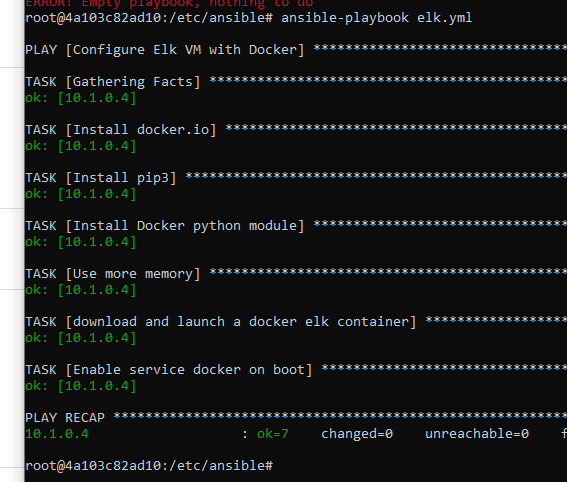 ERROR! Empty playbook, nothing to do
root@4a103c82ad10:/etc/ansible# ansible-playbook elk.yml
PLAY [Configure Elk VM with Docker] ********************************
TASK [Gathering Facts] *********************************************
ok: [10.1.0.4]
TASK [Install docker.io] *******************************************
ok: [10.1.0.4]
TASK [Install pip3] ************************************************
ok: [10.1.0.4]
TASK [Install Docker python module] ********************************
ok: [10.1.0.4]
TASK [Use more memory] *********************************************
ok: [10.1.0.4]
TASK [download and launch a docker elk container] ******************
ok: [10.1.0.4]
TASK [Enable service docker on boot] *******************************
ok: [10.1.0.4]
PLAY RECAP *********************************************************
10.1.0.4                   : ok=7    changed=0    unreachable=0    f
root@4a103c82ad10:/etc/ansible#